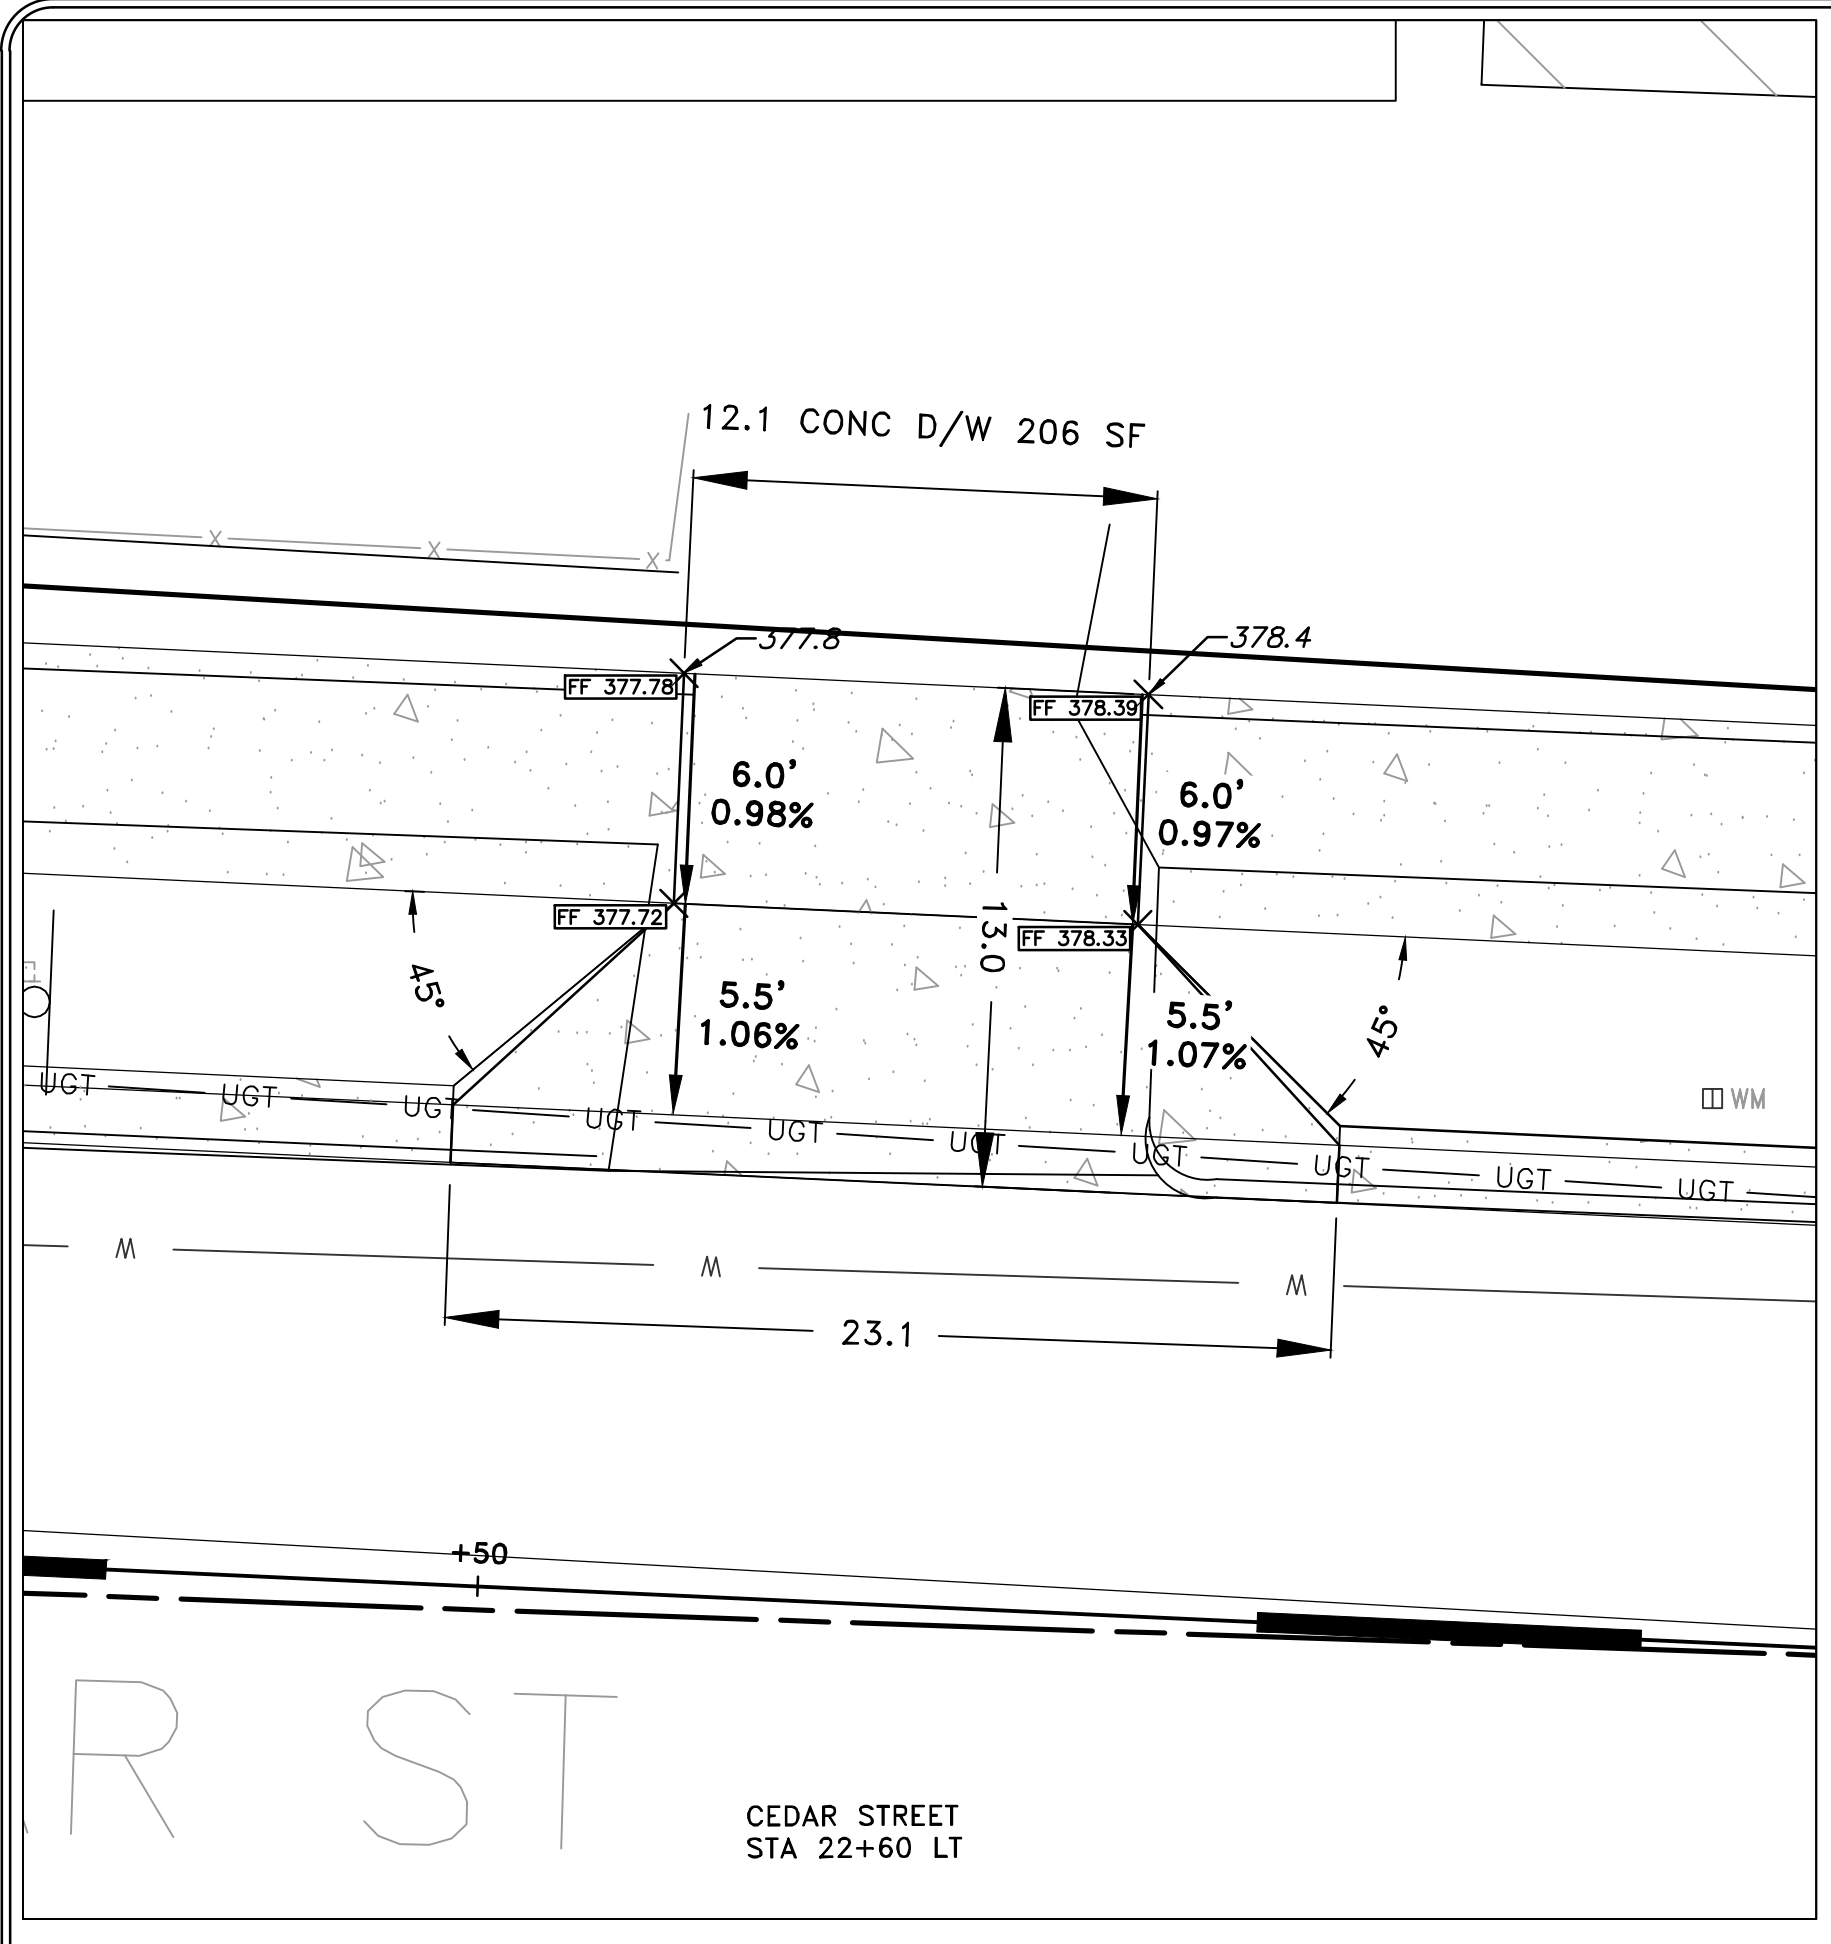 12.1 CONC D/W 206 SF
X
X
X
377.8
378.4
FF 377.78
FF 378.39
6.0'
0.98%
6.0'
0.97%
13.0
FF 377.72
FF 378.33
45°
5.5'
1.06%
5.5'
1.07%
45°
WM
UGT
UGT
UGT
UGT
UGT
UGT
UGT
UGT
UGT
UGT
W
W
W
23.1
+50
R ST
CEDAR STREET
STA 22+60 LT